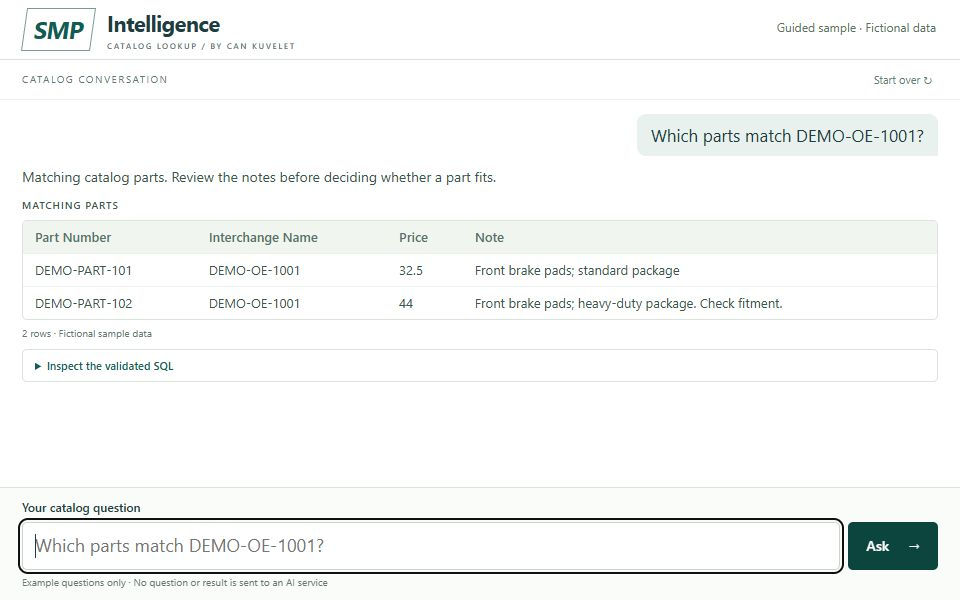 SMP
Intelligence
CATALOG LOOKUP / BY CAN KUVELET
Guided sample · Fictional data
CATALOG CONVERSATION
Start over ↻
Which parts match DEMO-OE-1001?
Matching catalog parts. Review the notes before deciding whether a part fits.
MATCHING PARTS
Part Number Interchange Name Price Note
DEMO-PART-101 DEMO-OE-1001 32.5 Front brake pads; standard package
DEMO-PART-102 DEMO-OE-1001 44 Front brake pads; heavy-duty package. Check fitment.
2 rows · Fictional sample data
▶ Inspect the validated SQL
Your catalog question
Which parts match DEMO-OE-1001?
Ask →
Example questions only · No question or result is sent to an AI service